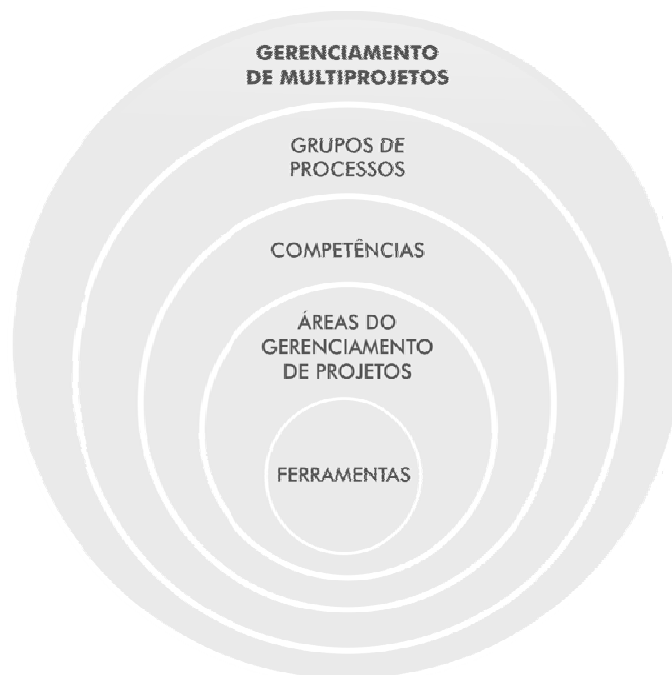 GERENCIAMENTO
DE MULTIPROJETOS
GRUPOS DE
PROCESSOS
COMPETÊNCIAS
ÁREAS DO
GERENCIAMENTO
DE PROJETOS
FERRAMENTAS